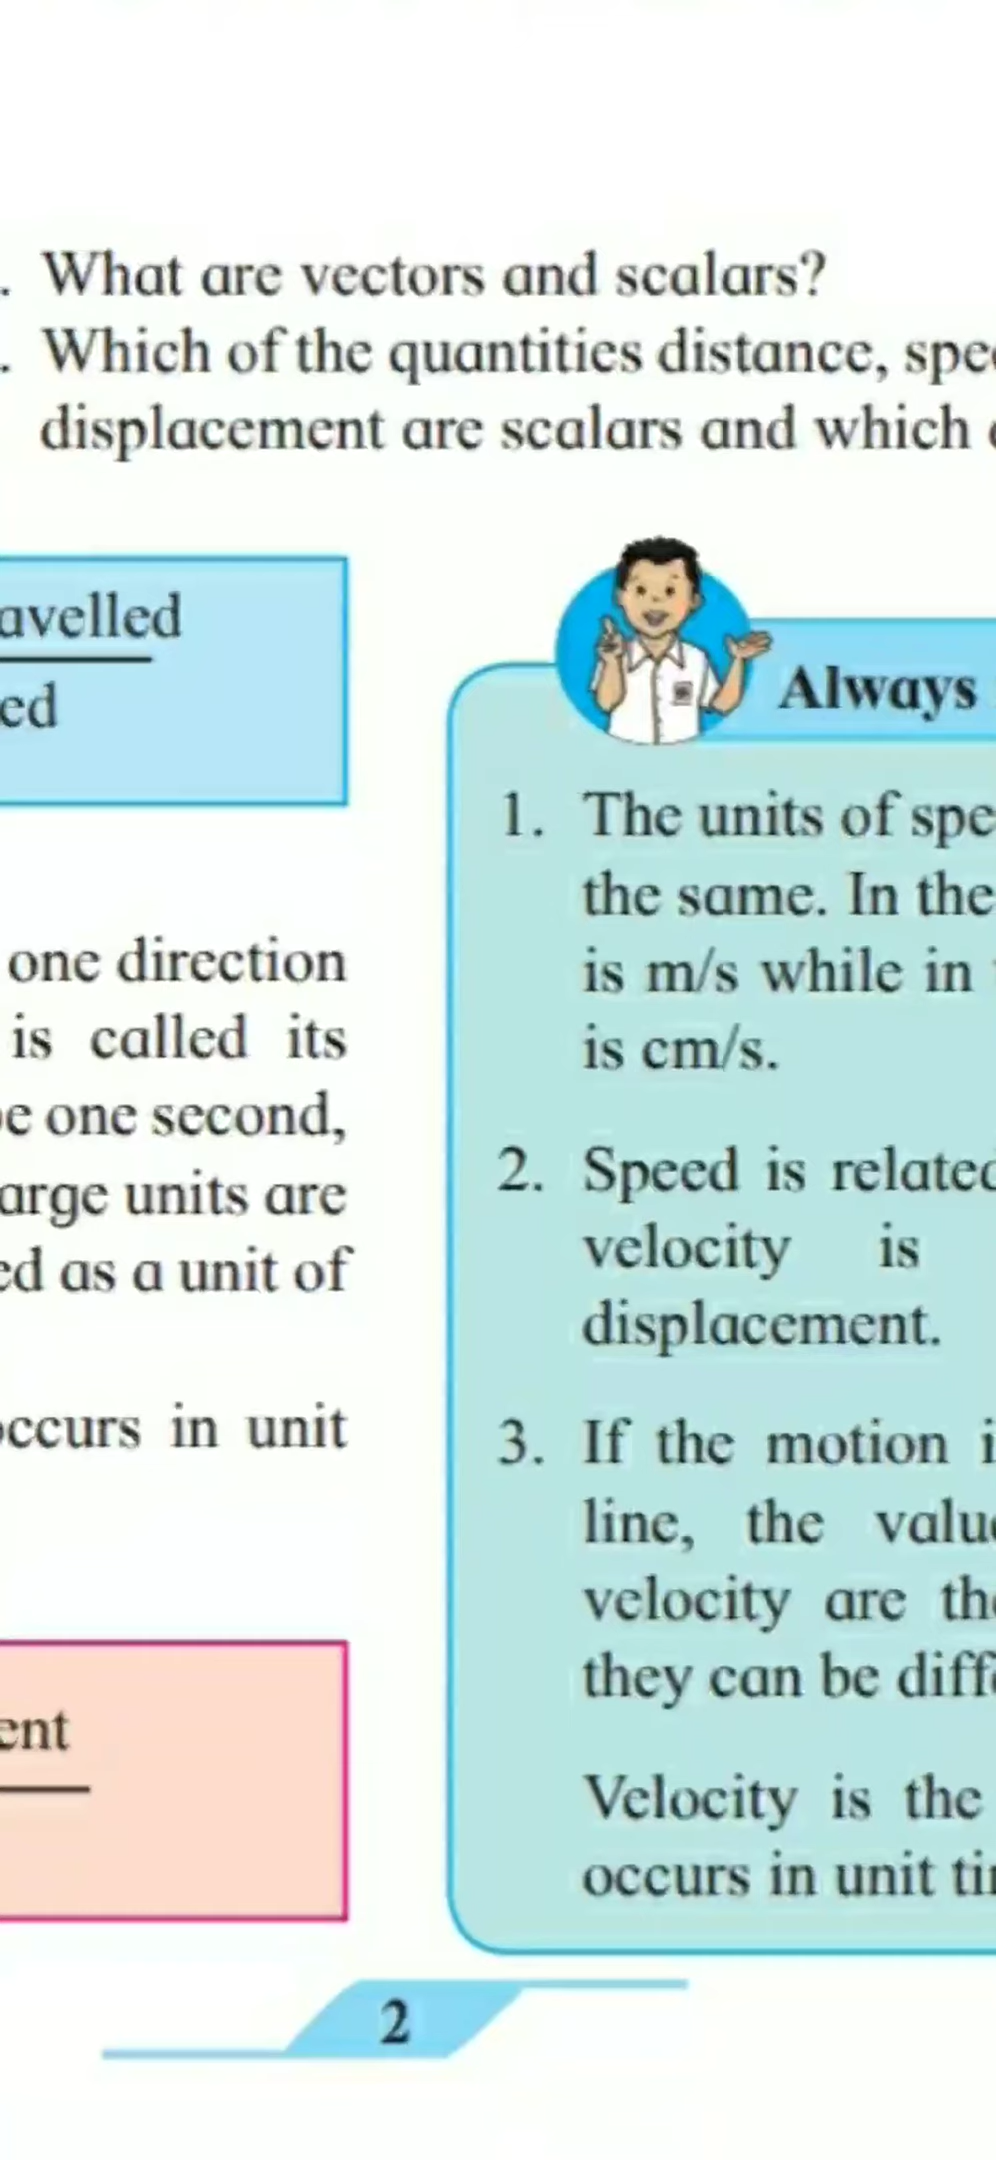 . What are vectors and scalars?
. Which of the quantities distance,
displacement are scalars and which
avelled
ed
one direction
is called its
one second,
arge units are
ed as a unit of
occurs in unit
ent
Always
1. The units of
the same. In the
is m/s while in
is cm/s.
2. Speed is related
velocity is
displacement.
3. If the motion
line, the
velocity are
they can be
Velocity is the
occurs in unit
2